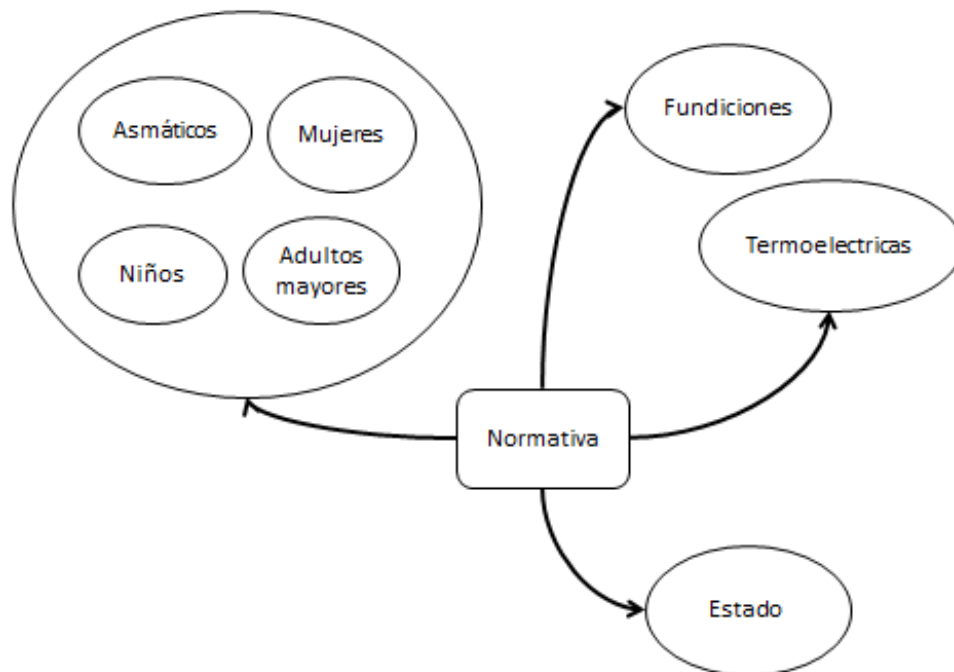 Asmáticos
Mujeres
Niños
Adultos
mayores
Fundiciones
Termoelectricas
Normativa
Estado